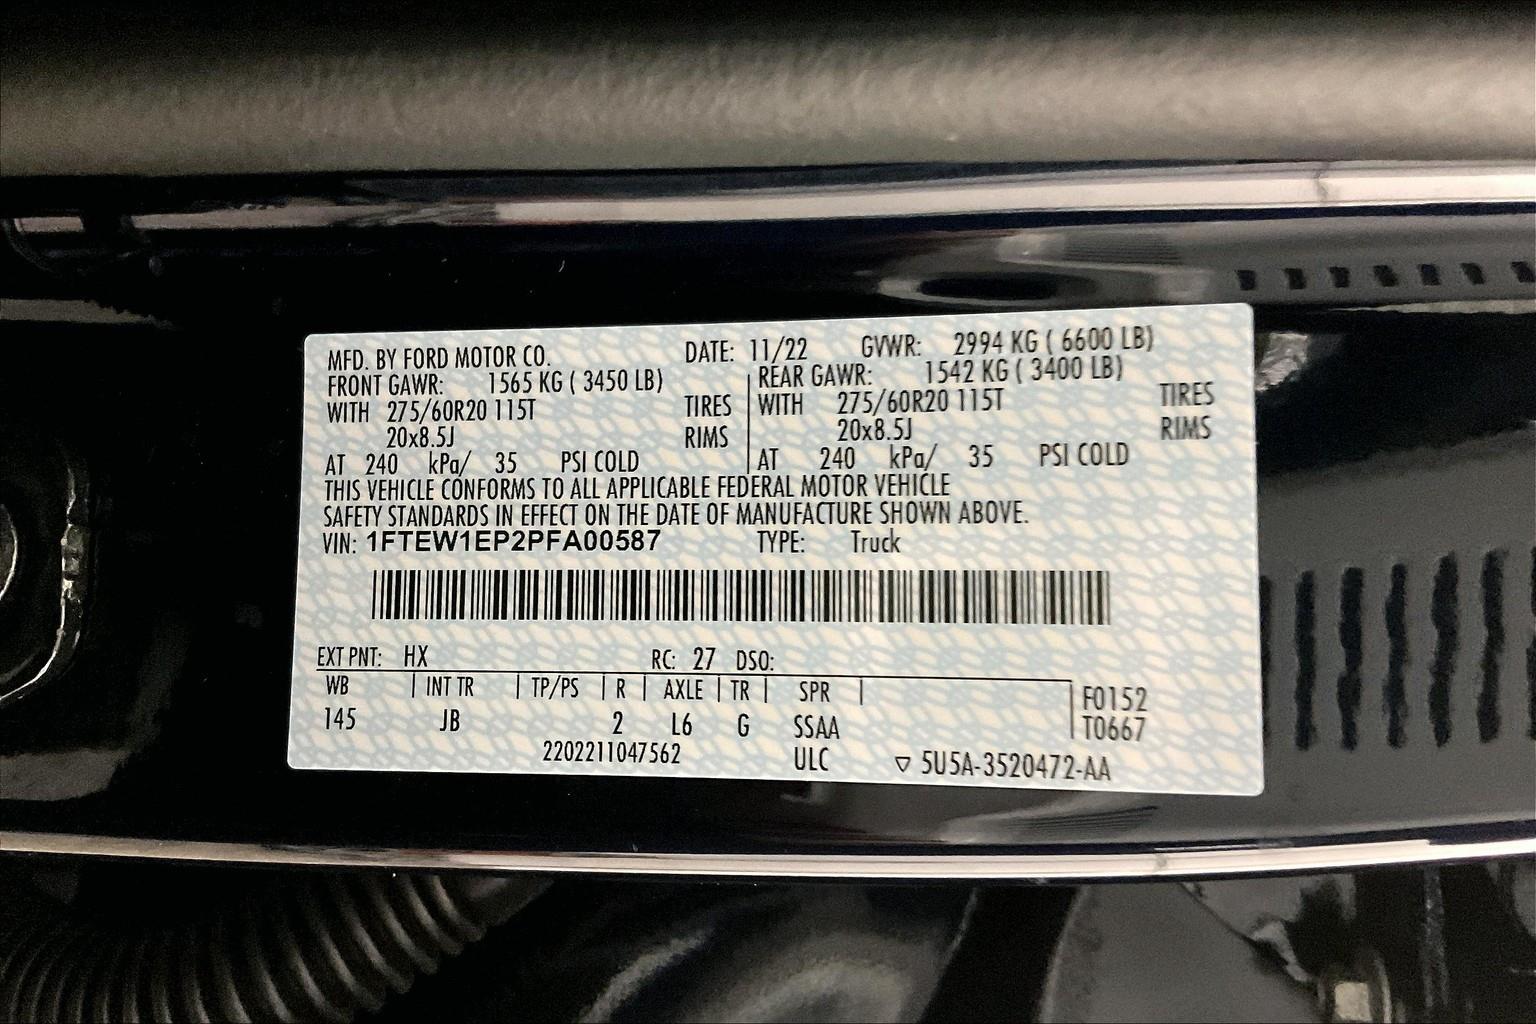 MFD. BY FORD MOTOR CO. DATE: 11/22 GVWR: 2994 KG ( 6600 LB)
FRONT GAWR: 1565 KG ( 3450 LB) REAR GAWR: 1542 KG ( 3400 LB)
WITH 275/60R20 115T TIRES WITH 275/60R20 115T TIRES
20x8.5J RIMS 20x8.5J RIMS
AT 240 kPa/ 35 PSI COLD AT 240 kPa/ 35 PSI COLD
THIS VEHICLE CONFORMS TO ALL APPLICABLE FEDERAL MOTOR VEHICLE
SAFETY STANDARDS IN EFFECT ON THE DATE OF MANUFACTURE SHOWN ABOVE.
VIN: 1FTEW1EP2PFA00587 TYPE: Truck
EXT PNT: HX RC: 27 DSO:
WB | INT TR | TP/PS | R | AXLE | TR | SPR | F0152
145 JB 2 L6 G SSAA T0667
2202211047562 ULC ▽ 5U5A-3520472-AA